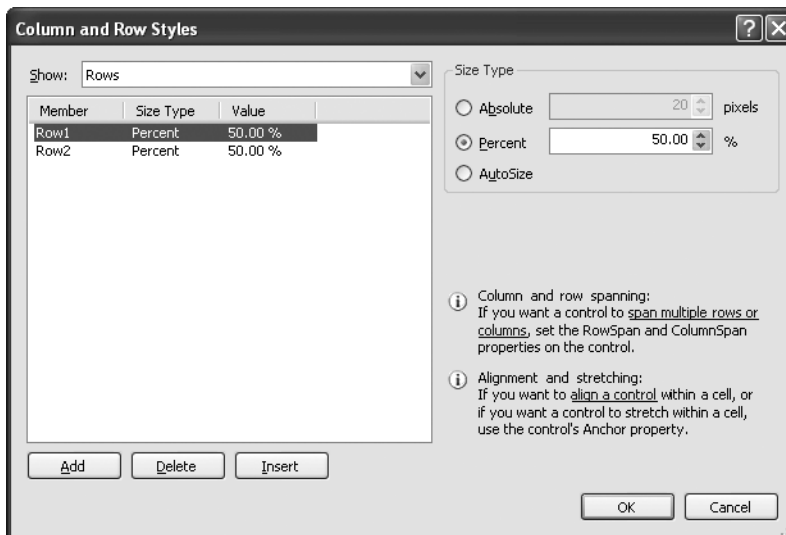 Column and Row Styles
Show: Rows
Member Size Type Value
Row1 Percent 50.00 %
Row2 Percent 50.00 %
Add Delete Insert
Size Type
Absolute 20 pixels
Percent 50.00 %
AutoSize
Column and row spanning:
If you want a control to span multiple rows or
columns, set the RowSpan and ColumnSpan
properties on the control.
Alignment and stretching:
If you want to align a control within a cell, or
if you want a control to stretch within a cell,
use the control's Anchor property.
OK Cancel